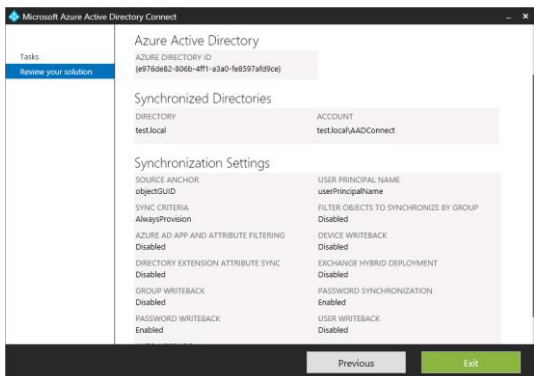 Microsoft Azure Active Directory Connect
Tasks
Review your solution
Azure Active Directory
AZURE DIRECTORY ID
{e976de82-806b-4ff1-a3a0-fe8597afd9ce}
Synchronized Directories
DIRECTORY ACCOUNT
test.local test.local\AADConnect
Synchronization Settings
SOURCE ANCHOR USER PRINCIPAL NAME
objectGUID userPrincipalName
SYNC CRITERIA FILTER OBJECTS TO SYNCHRONIZE BY GROUP
AlwaysProvision Disabled
AZURE AD APP AND ATTRIBUTE FILTERING DEVICE WRITEBACK
Disabled Disabled
DIRECTORY EXTENSION ATTRIBUTE SYNC EXCHANGE HYBRID DEPLOYMENT
Disabled Disabled
GROUP WRITEBACK PASSWORD SYNCHRONIZATION
Disabled Enabled
PASSWORD WRITEBACK USER WRITEBACK
Enabled Disabled
Previous Exit